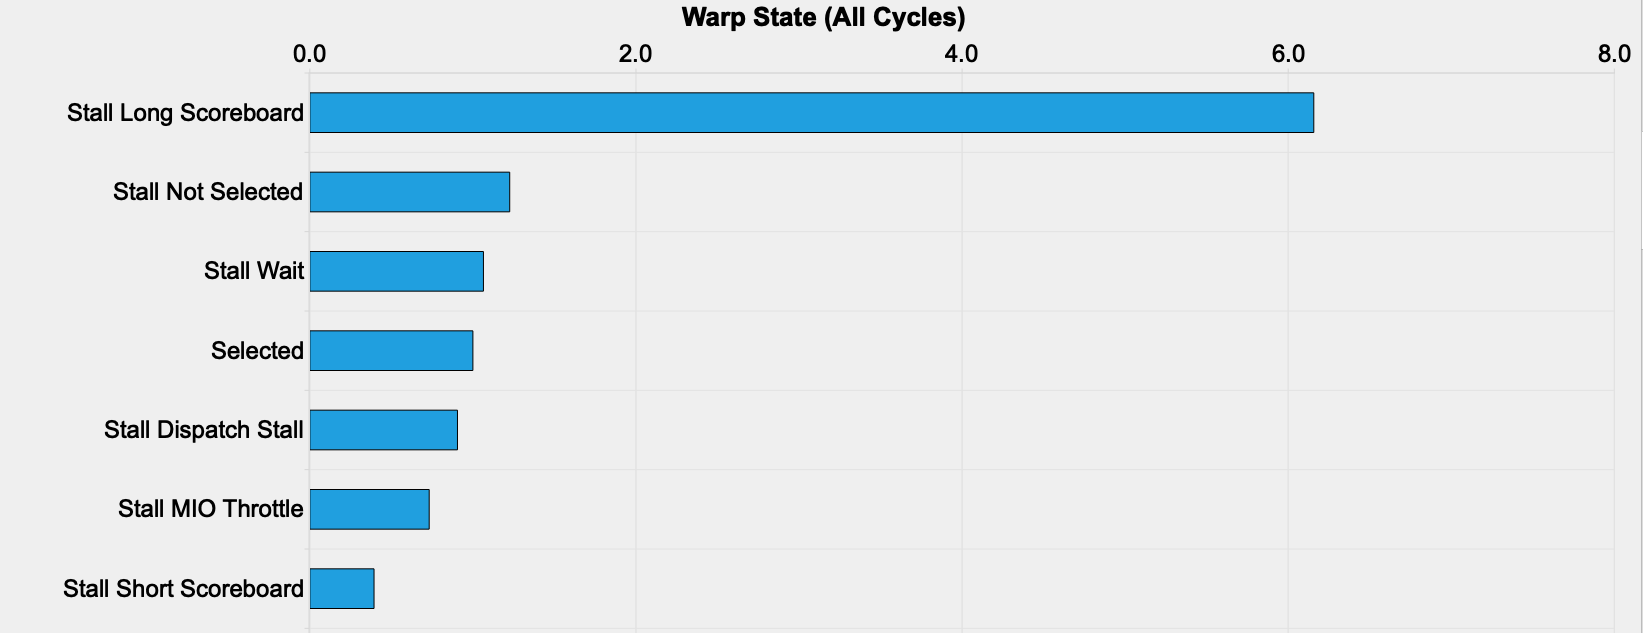 Warp State (All Cycles)
0.0 2.0 4.0 6.0 8.0
Stall Long Scoreboard
Stall Not Selected
Stall Wait
Selected
Stall Dispatch Stall
Stall MIO Throttle
Stall Short Scoreboard